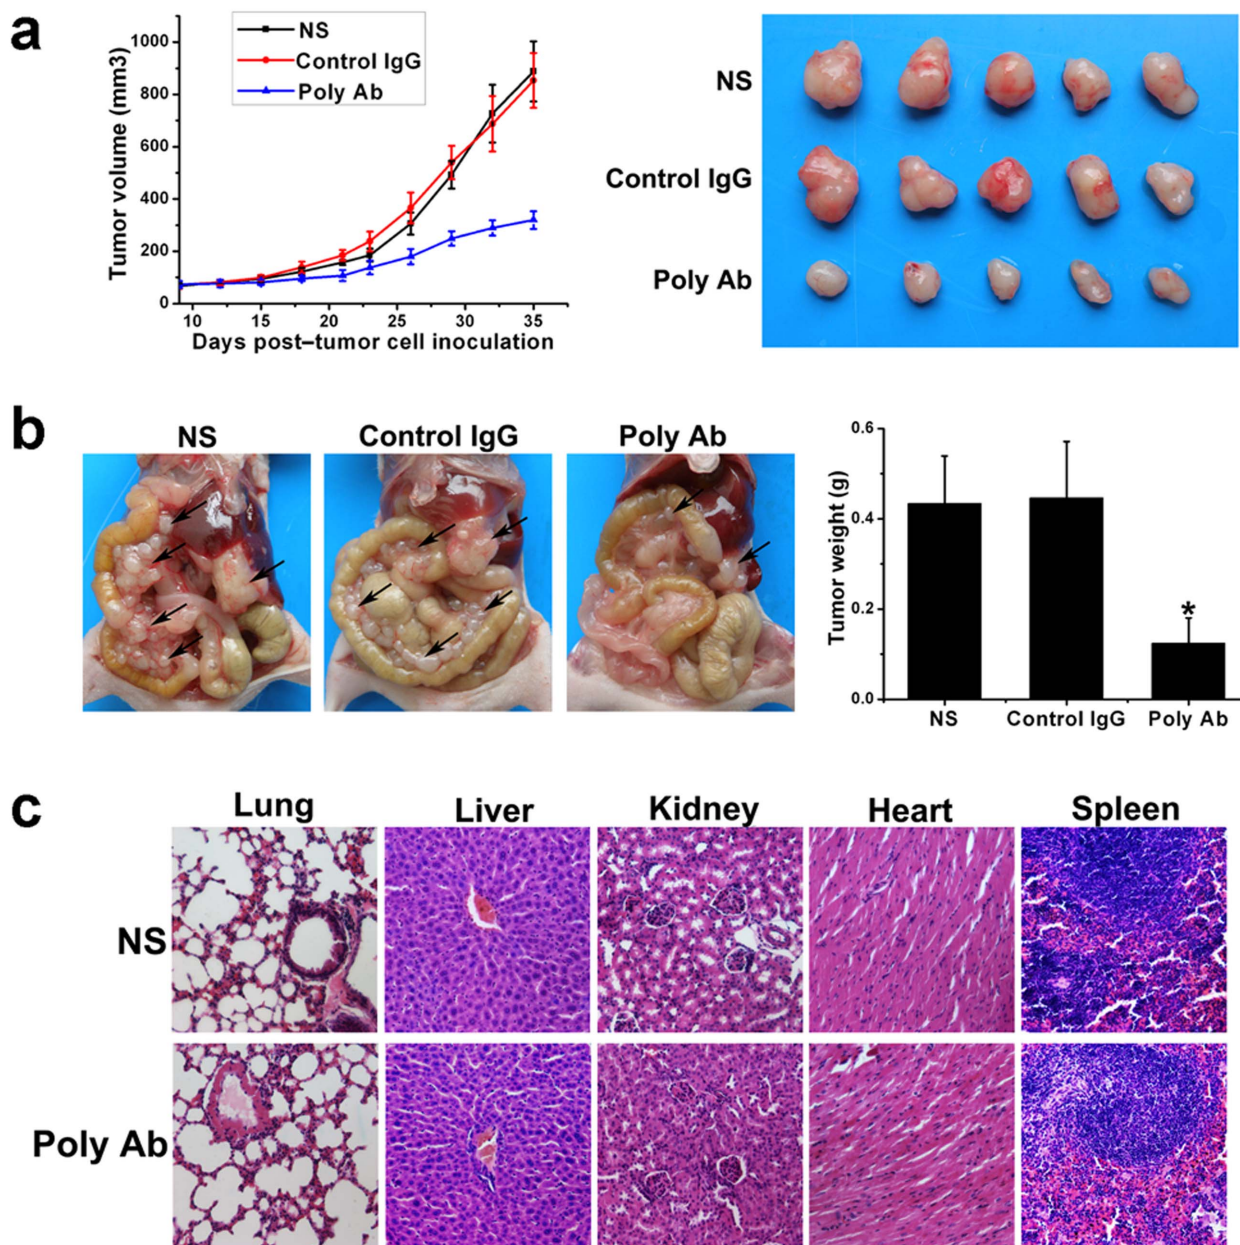 a
1000
800
600
400
200
0
Tumor volume (mm3)
10 15 20 25 30 35
Days post–tumor cell inoculation
NS
Control IgG
Poly Ab
NS
Control IgG
Poly Ab
b
NS Control IgG Poly Ab
0.6
0.4
0.2
0.0
Tumor weight (g)
*
NS Control IgG Poly Ab
c
Lung Liver Kidney Heart Spleen
NS
Poly Ab